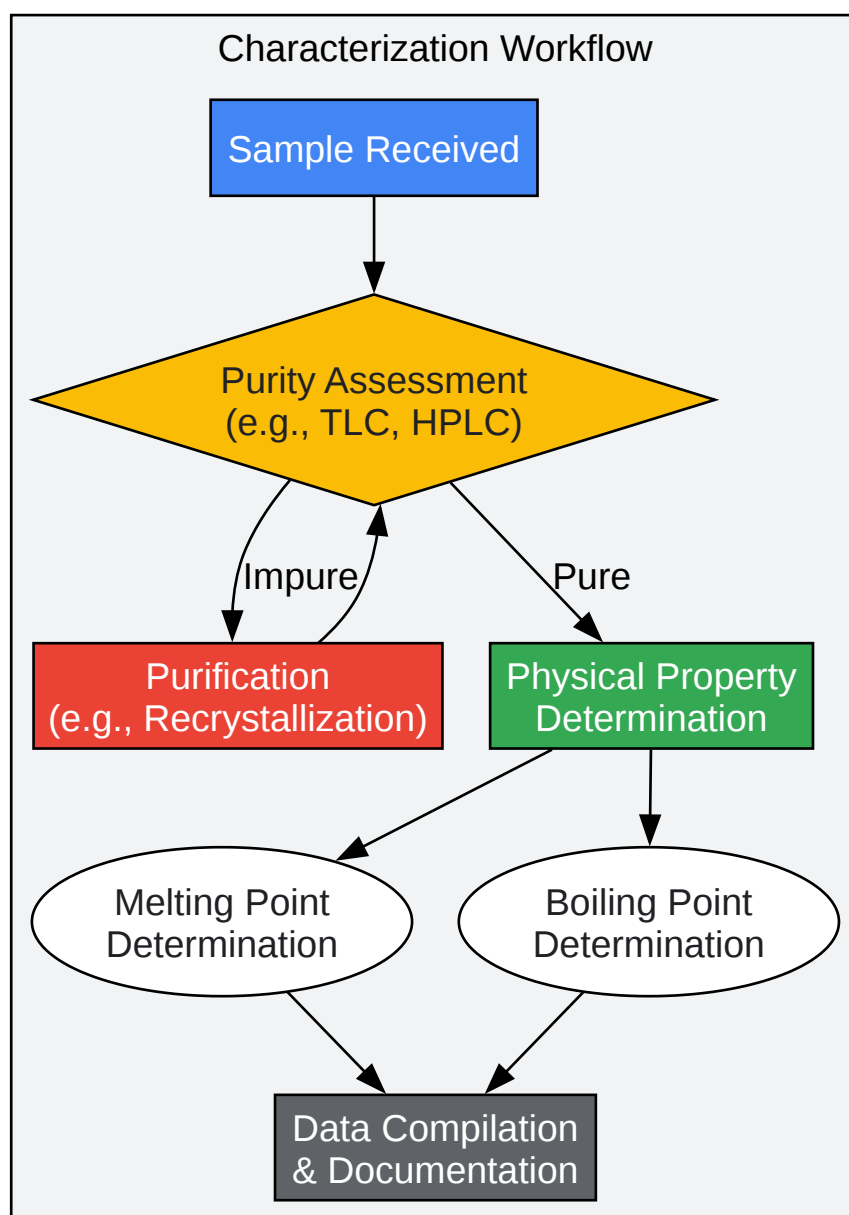 Characterization Workflow
Sample Received
Purity Assessment
(e.g., TLC, HPLC)
Impure
Pure
Purification
(e.g., Recrystallization)
Physical Property
Determination
Melting Point
Determination
Boiling Point
Determination
Data Compilation
& Documentation